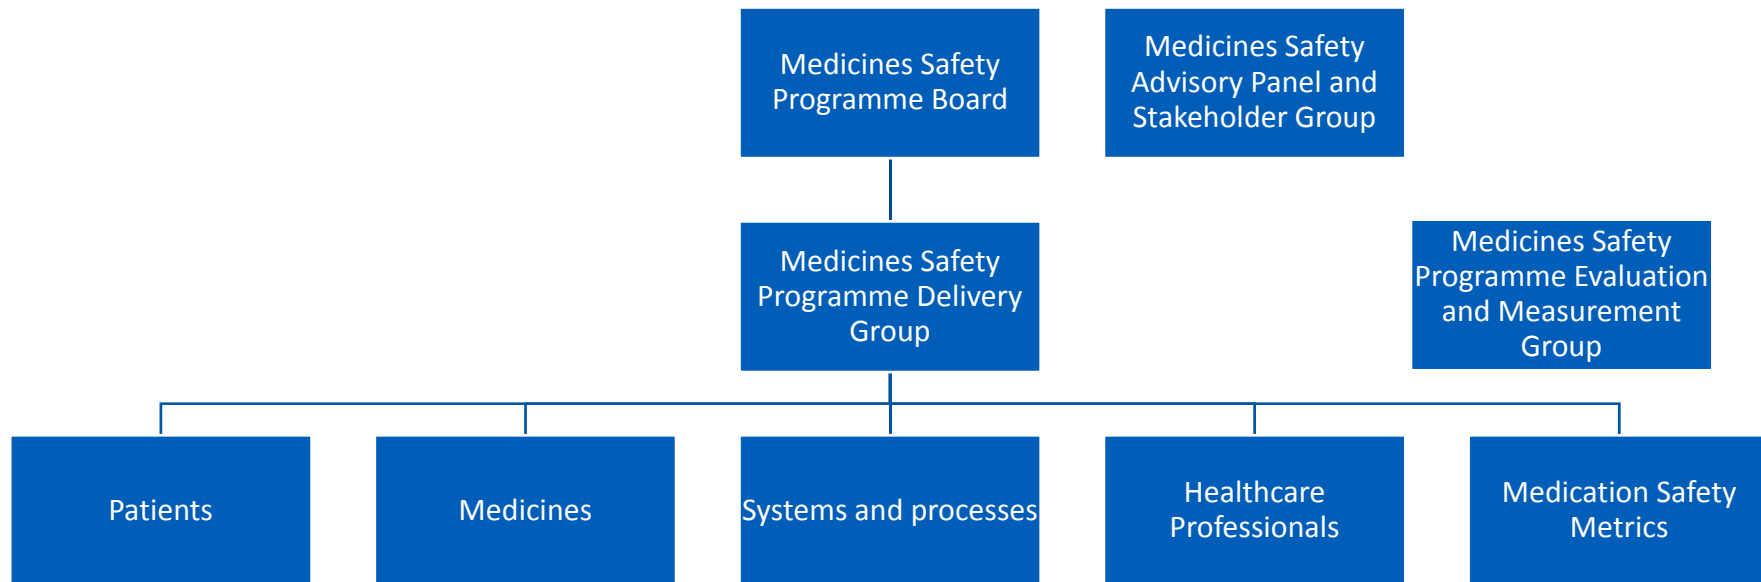 Medicines Safety
Programme Board
Medicines Safety
Advisory Panel and
Stakeholder Group
Medicines Safety
Programme Delivery
Group
Medicines Safety
Programme Evaluation
and Measurement
Group
Patients
Medicines
Systems and processes
Healthcare
Professionals
Medication Safety
Metrics